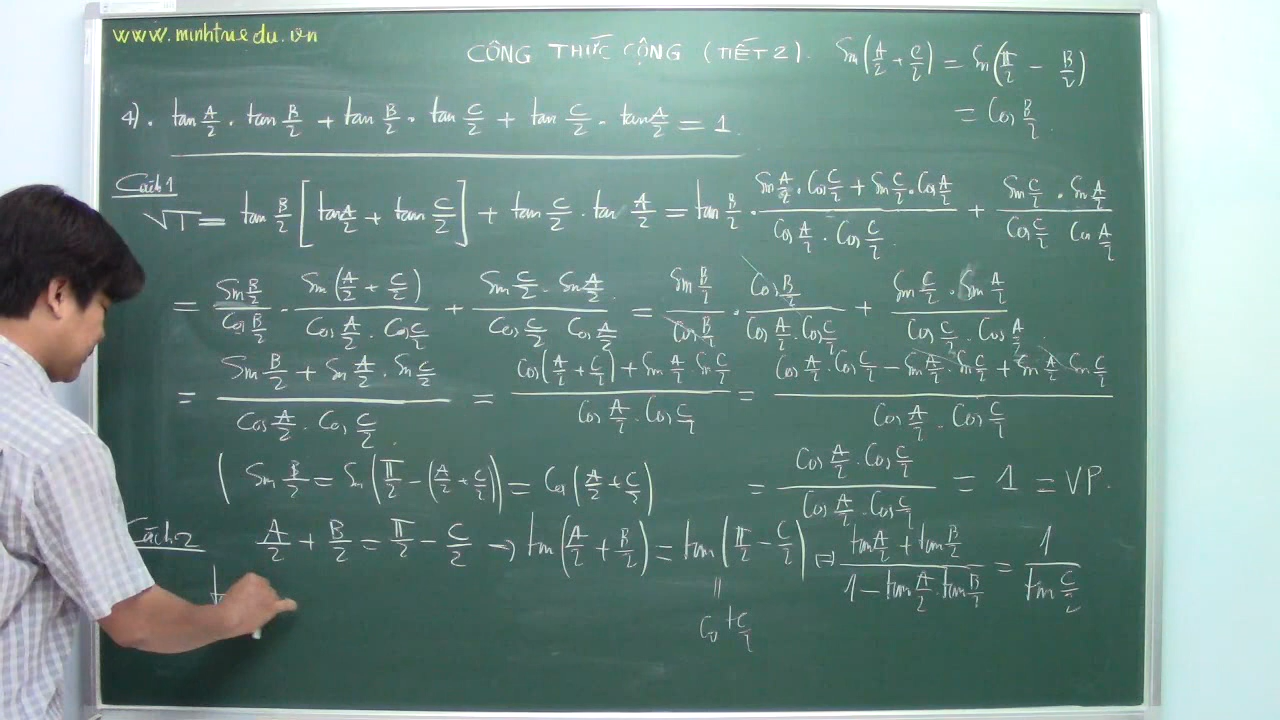 www.minhtuedu.vn
CÔNG THỨC CỘNG (TIẾT 2).
Sin(A/2 + C/2) = Sin(π/2 - B/2)
= Cos B/2
4). tan A/2 . tan B/2 + tan B/2 . tan C/2 + tan C/2 . tan A/2 = 1.
Cách 1
VT = tan B/2 [tan A/2 + tan C/2] + tan C/2 . tan A/2 = tan B/2 . (Sin A/2 . Cos C/2 + Sin C/2 . Cos A/2)/(Cos A/2 . Cos C/2) + (Sin C/2 . Sin A/2)/(Cos C/2 Cos A/2)
= (Sin B/2)/(Cos B/2) . (Sin(A/2 + C/2))/(Cos A/2 . Cos C/2) + (Sin C/2 . Sin A/2)/(Cos C/2 Cos A/2) = (Sin B/2)/(Cos B/2) . (Cos B/2)/(Cos A/2 . Cos C/2) + (Sin C/2 . Sin A/2)/(Cos C/2 . Cos A/2)
= (Sin B/2 + Sin A/2 . Sin C/2)/(Cos A/2 . Cos C/2) = (Cos(A/2 + C/2) + Sin A/2 Sin C/2)/(Cos A/2 . Cos C/2) = (Cos A/2 . Cos C/2 - Sin A/2 . Sin C/2 + Sin A/2 Sin C/2)/(Cos A/2 . Cos C/2)
( Sin B/2 = Sin(π/2 - (A/2 + C/2)) = Cos(A/2 + C/2) )
= (Cos A/2 . Cos C/2)/(Cos A/2 . Cos C/2) = 1 = VP.
Cách 2
A/2 + B/2 = π/2 - C/2 → tan(A/2 + B/2) = tan(π/2 - C/2) ⇔ (tan A/2 + tan B/2)/(1 - tan A/2 . tan B/2) = 1/(tan C/2)
=
Cot C/2